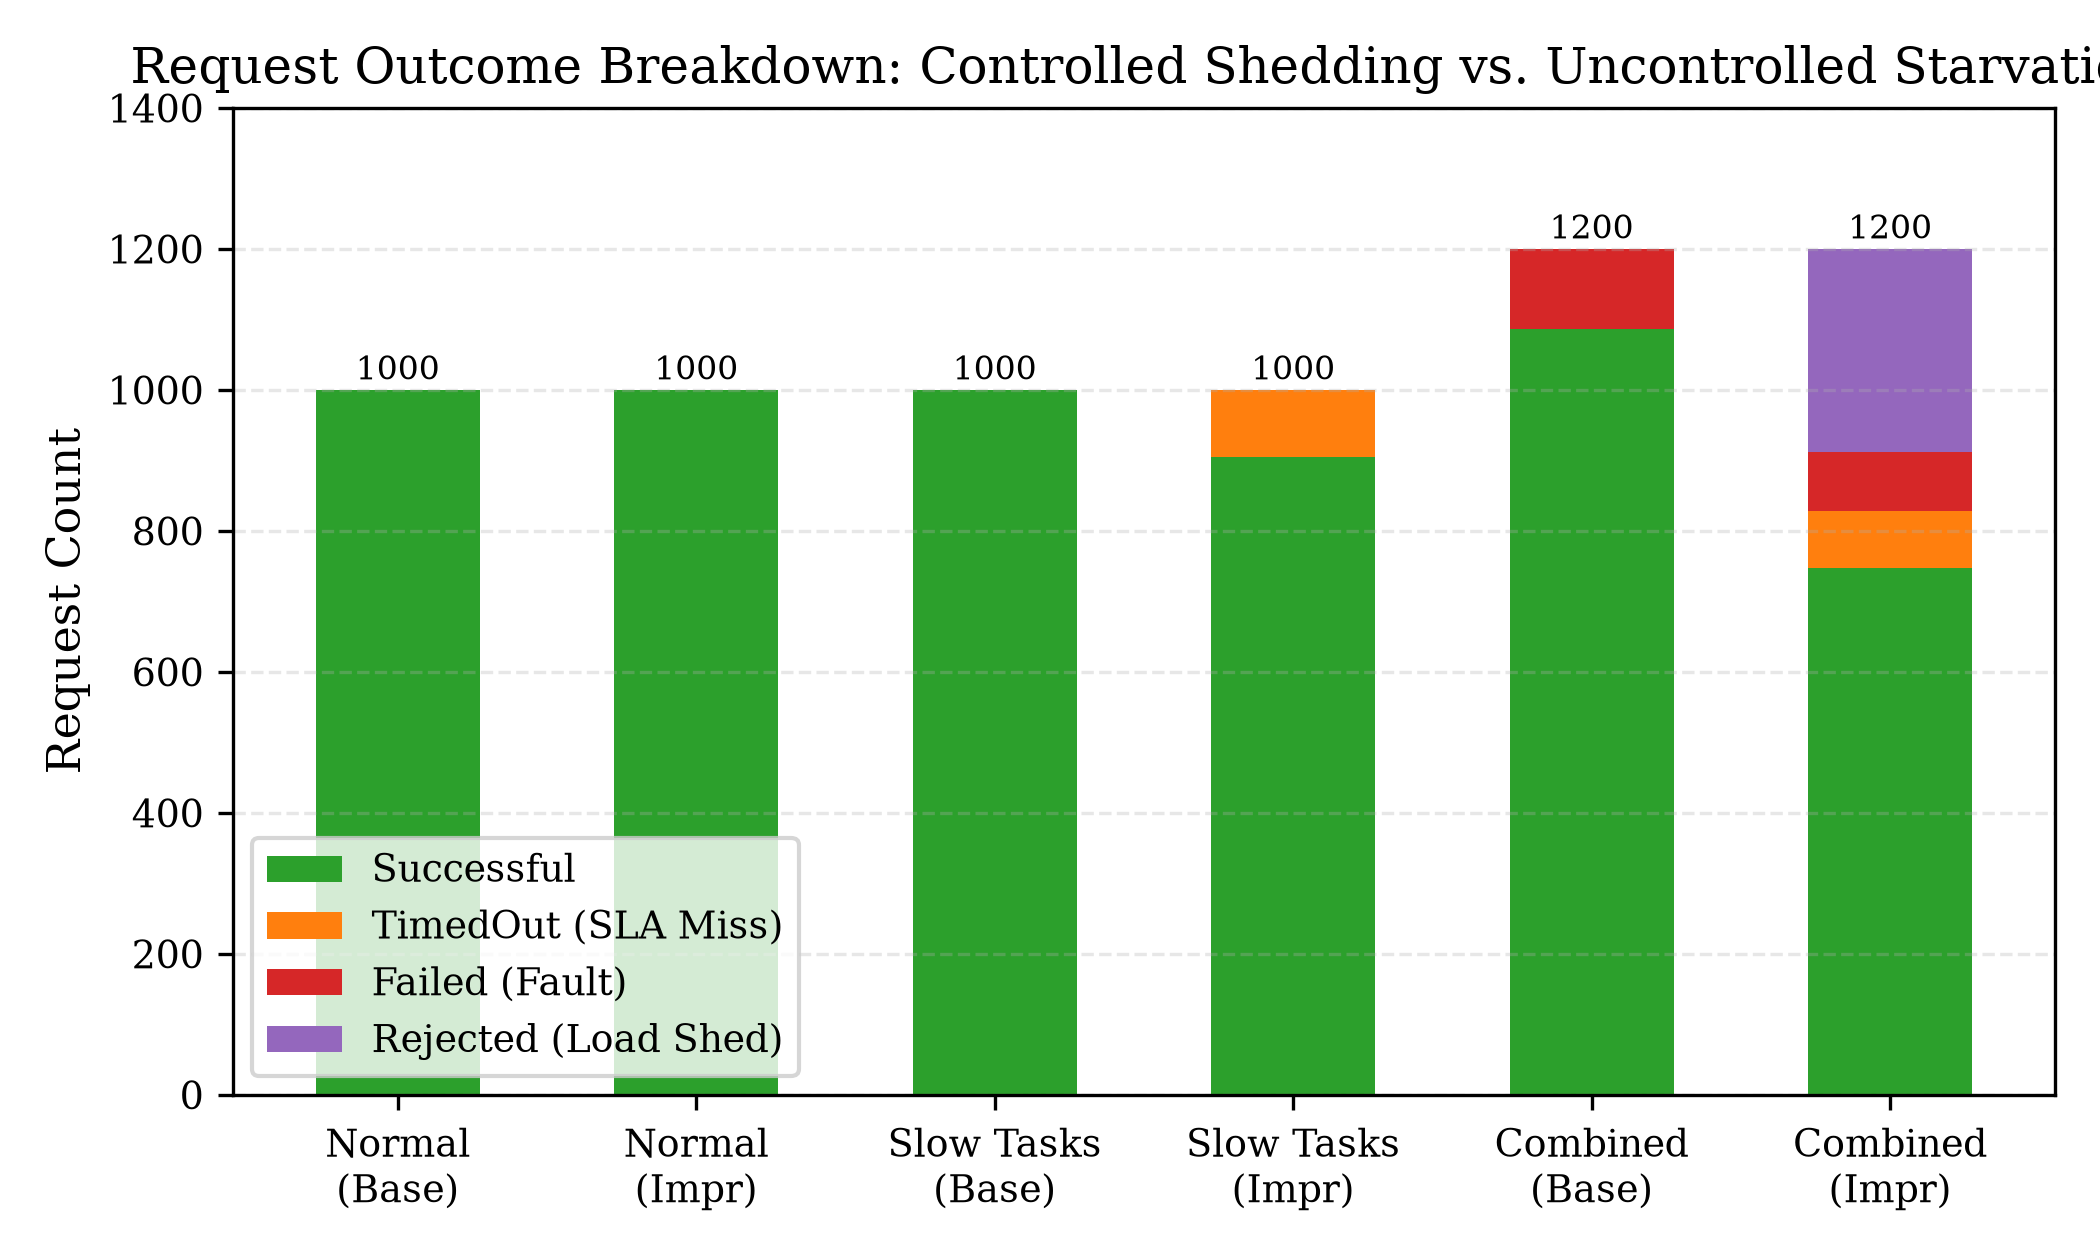 Request Outcome Breakdown: Controlled Shedding vs. Uncontrolled
1400
1200
1000
800
600
400
200
0
Request Count
1000
1000
1000
1000
1200
1200
Successful
TimedOut (SLA Miss)
Failed (Fault)
Rejected (Load Shed)
Normal
(Base)
Normal
(Impr)
Slow Tasks
(Base)
Slow Tasks
(Impr)
Combined
(Base)
Combined
(Impr)